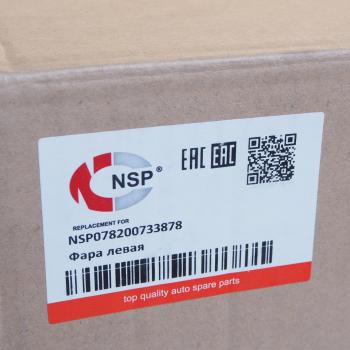 NSP®
EAC EAC
REPLACEMENT FOR
NSP078200733878
Фара левая
top quality auto spare parts